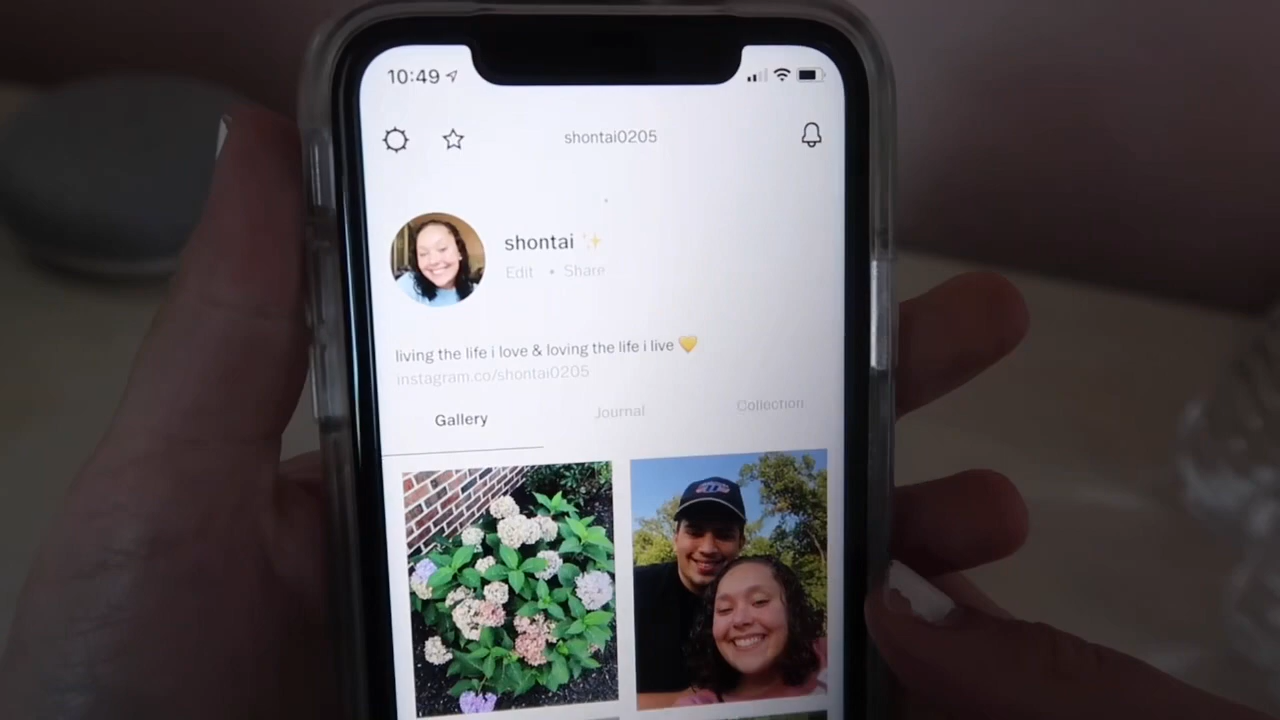 10:49
shontai0205
shontai ✨
Edit • Share
living the life i love & loving the life i live 💛
instagram.co/shontai0205
Gallery Journal Collection